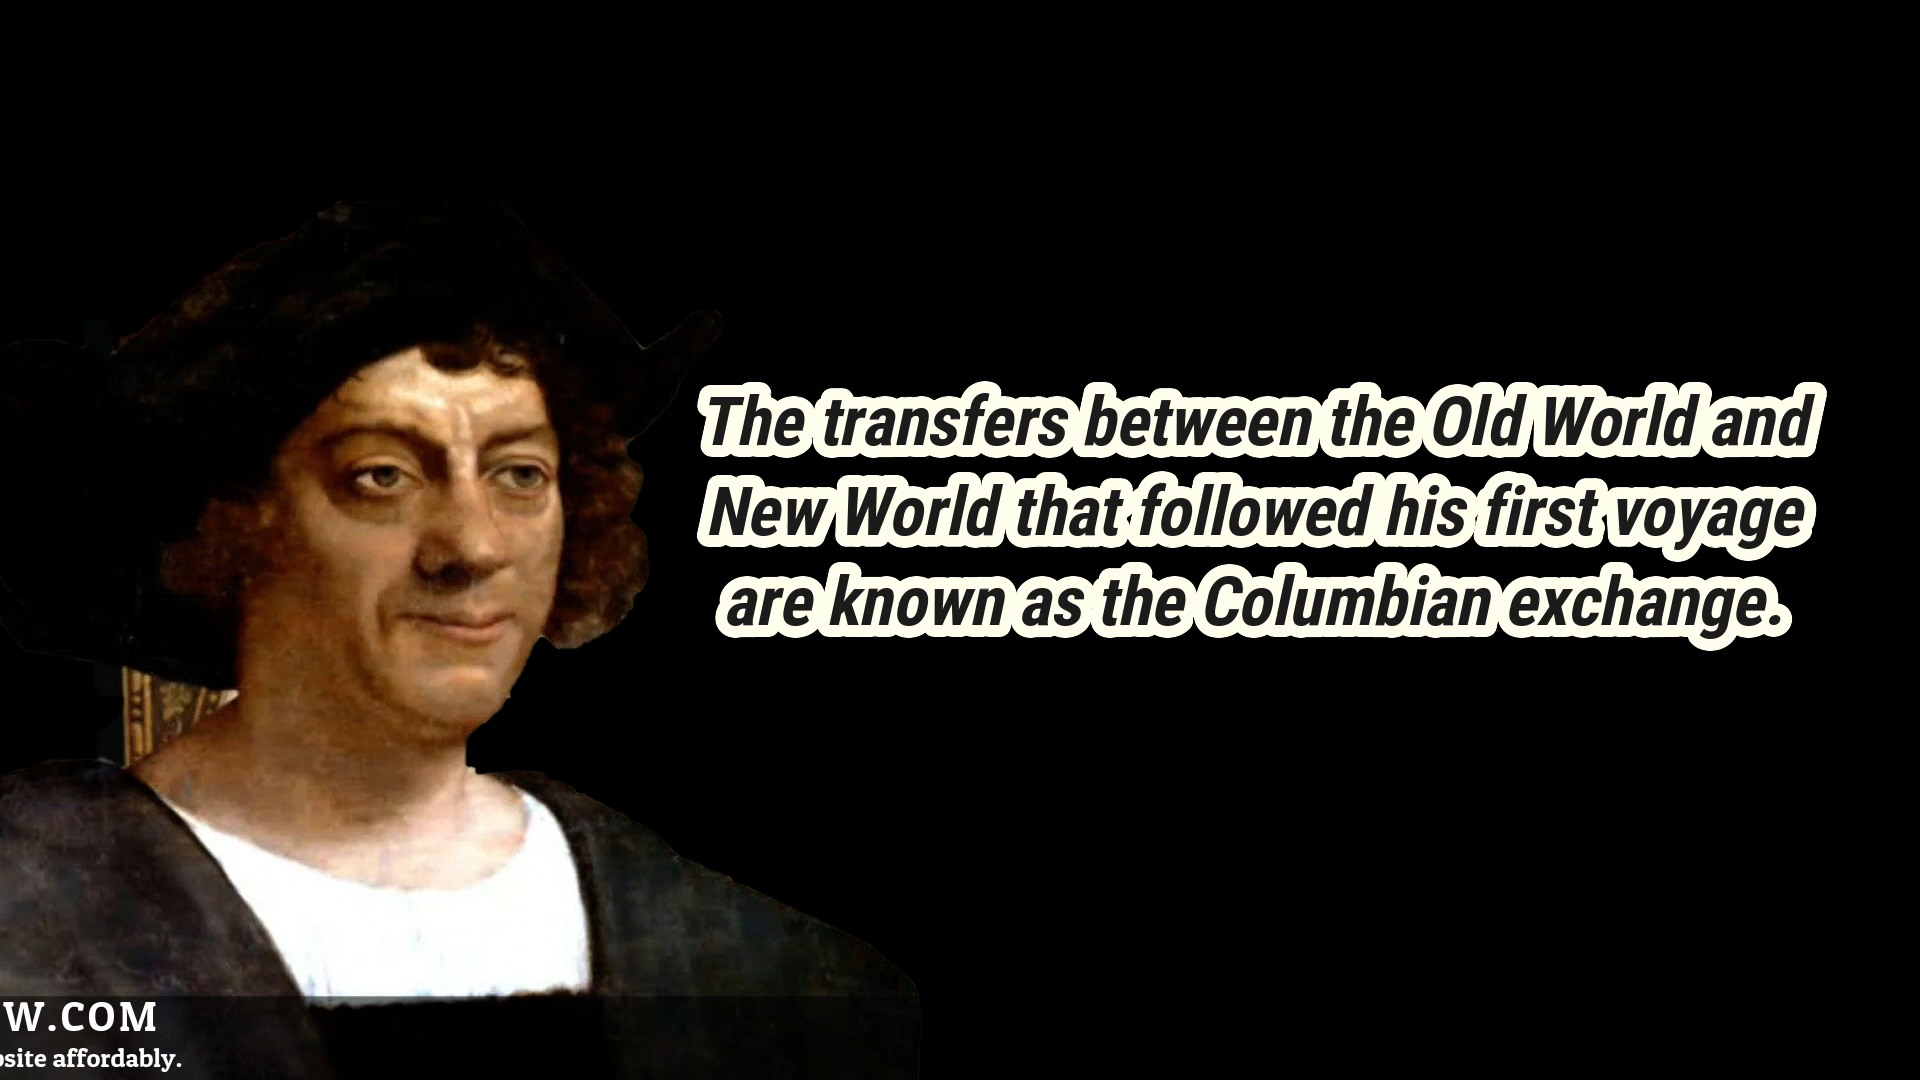 The transfers between the Old World and
New World that followed his first voyage
are known as the Columbian exchange.
W.COM
affordably.